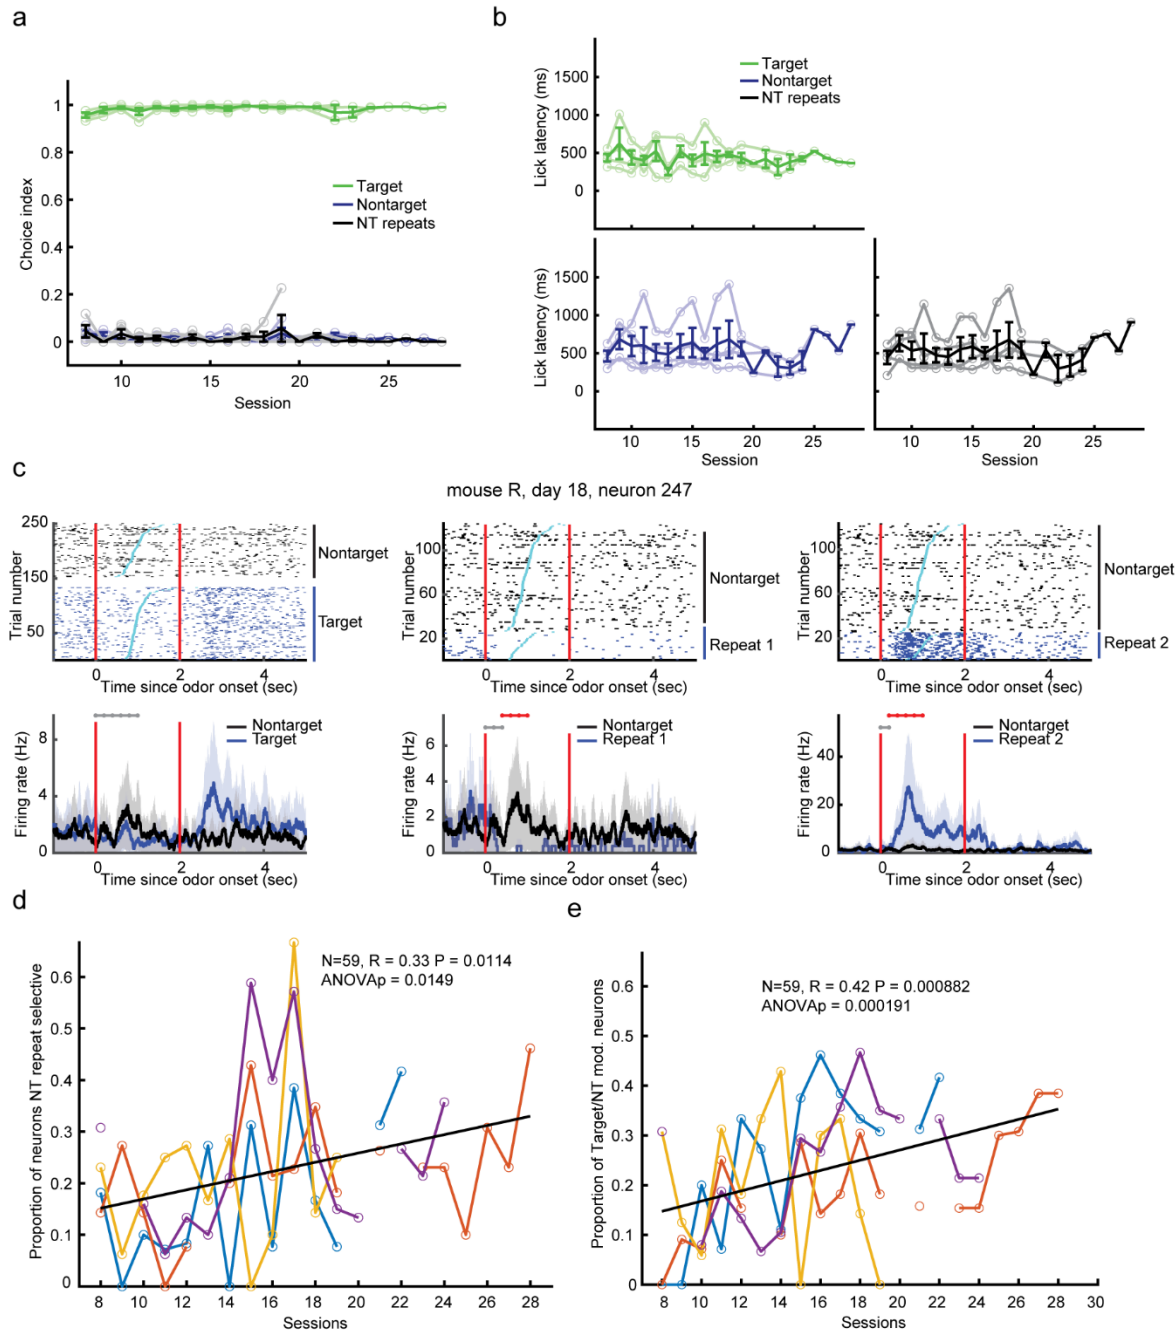 a
1
0.8
0.6
0.4
0.2
0
Choice index
Target
Nontarget
NT repeats
10
15
20
25
Session
b
1500
1000
500
0
Lick latency (ms)
Target
Nontarget
NT repeats
1500
1000
500
0
Lick latency (ms)
10
15
20
25
Session
10
15
20
25
Session
c
mouse R, day 18, neuron 247
250
150
50
Trial number
Nontarget
Target
0
2
4
Time since odor onset (sec)
100
60
20
Trial number
Nontarget
Repeat 1
0
2
4
Time since odor onset (sec)
100
60
20
Trial number
Nontarget
Repeat 2
0
2
4
Time since odor onset (sec)
8
4
0
Firing rate (Hz)
Nontarget
Target
0
2
4
Time since odor onset (sec)
6
4
2
0
Firing rate (Hz)
Nontarget
Repeat 1
0
2
4
Time since odor onset (sec)
40
20
0
Firing rate (Hz)
Nontarget
Repeat 2
0
2
4
Time since odor onset (sec)
d
0.6
0.5
0.4
0.3
0.2
0.1
0
Proportion of neurons NT repeat selective
N=59, R = 0.33 P = 0.0114
ANOVAp = 0.0149
8 10 12 14 16 18 20 22 24 26 28
Sessions
e
0.6
0.5
0.4
0.3
0.2
0.1
0
Proportion of Target/NT mod. neurons
N=59, R = 0.42 P = 0.000882
ANOVAp = 0.000191
8 10 12 14 16 18 20 22 24 26 28 30
Sessions